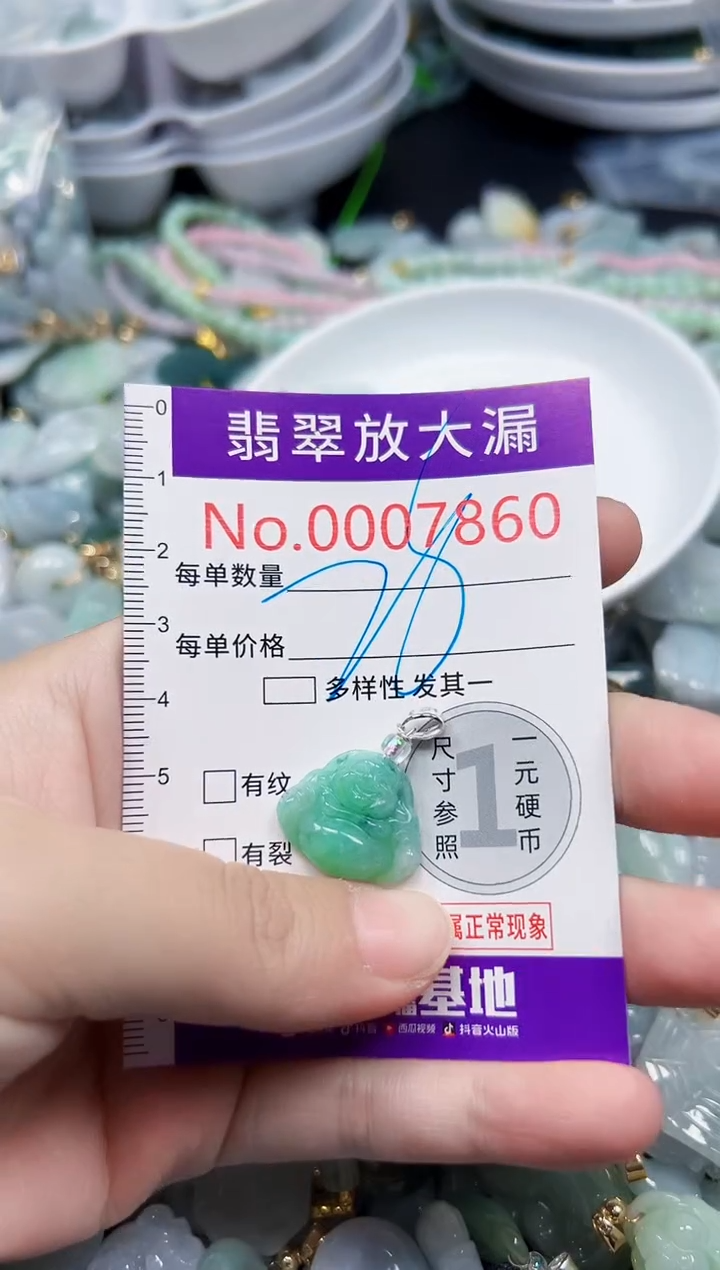 0
翡翠放大漏
1
No.0007860
2
每单数量
3
每单价格
4
多样性 发其一
5
有纹
尺寸参照
1
一元硬币
有裂
属正常现象
基地
抖音 西瓜视频 抖音火山版